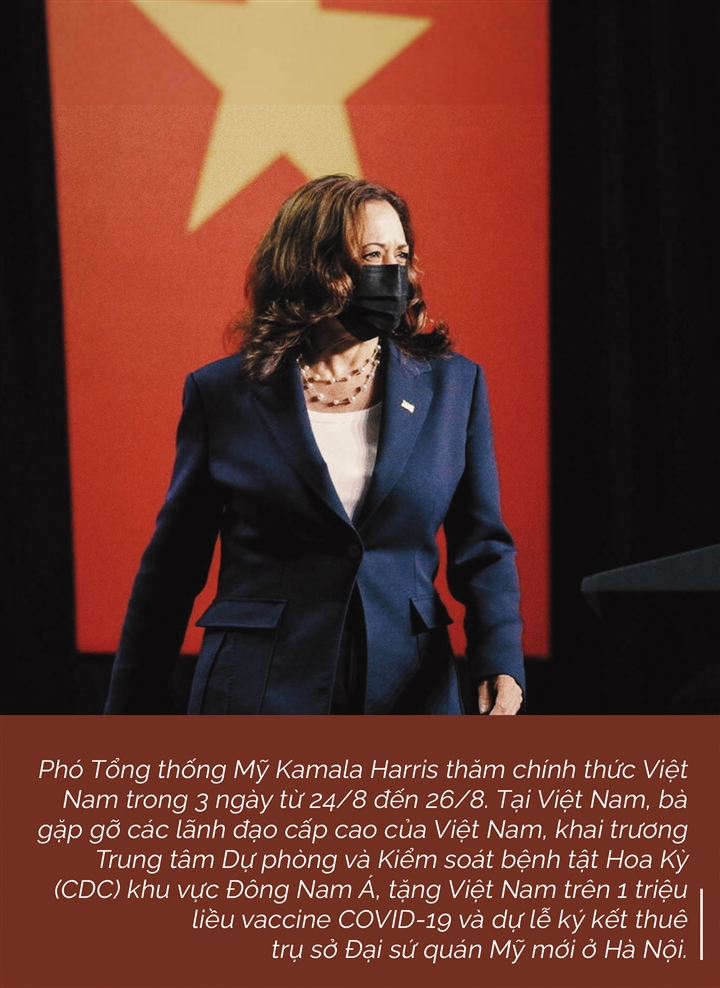 Phó Tổng thống Mỹ Kamala Harris thăm chính thức Việt
Nam trong 3 ngày từ 24/8 đến 26/8. Tại Việt Nam, bà
gặp gỡ các lãnh đạo cấp cao của Việt Nam, khai trương
Trung tâm Dự phòng và Kiểm soát bệnh tật Hoa Kỳ
(CDC) khu vực Đông Nam Á, tặng Việt Nam trên 1 triệu
liều vaccine COVID-19 và dự lễ ký kết thuê
trụ sở Đại sứ quán Mỹ mới ở Hà Nội.